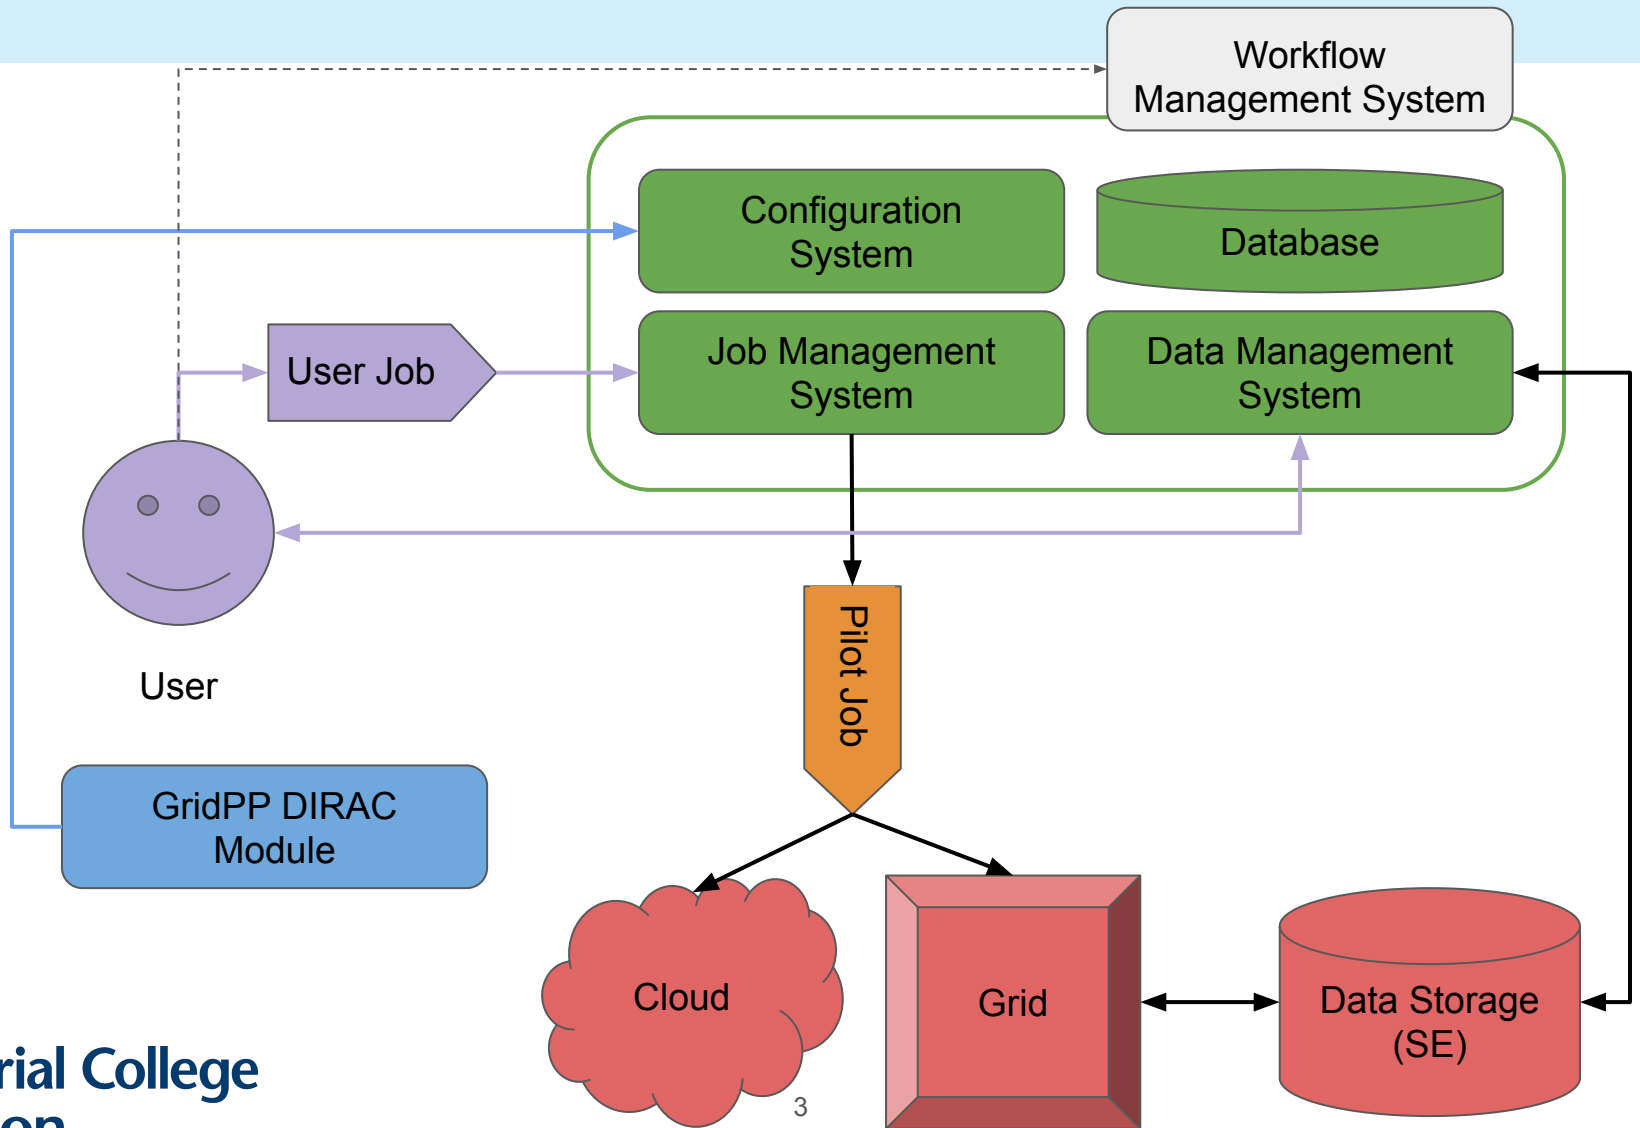 Workflow
Management System
Configuration
System
Database
User Job
Job Management
System
Data Management
System
Pilot Job
User
GridPP DIRAC
Module
Cloud
Grid
Data Storage
(SE)
College
3